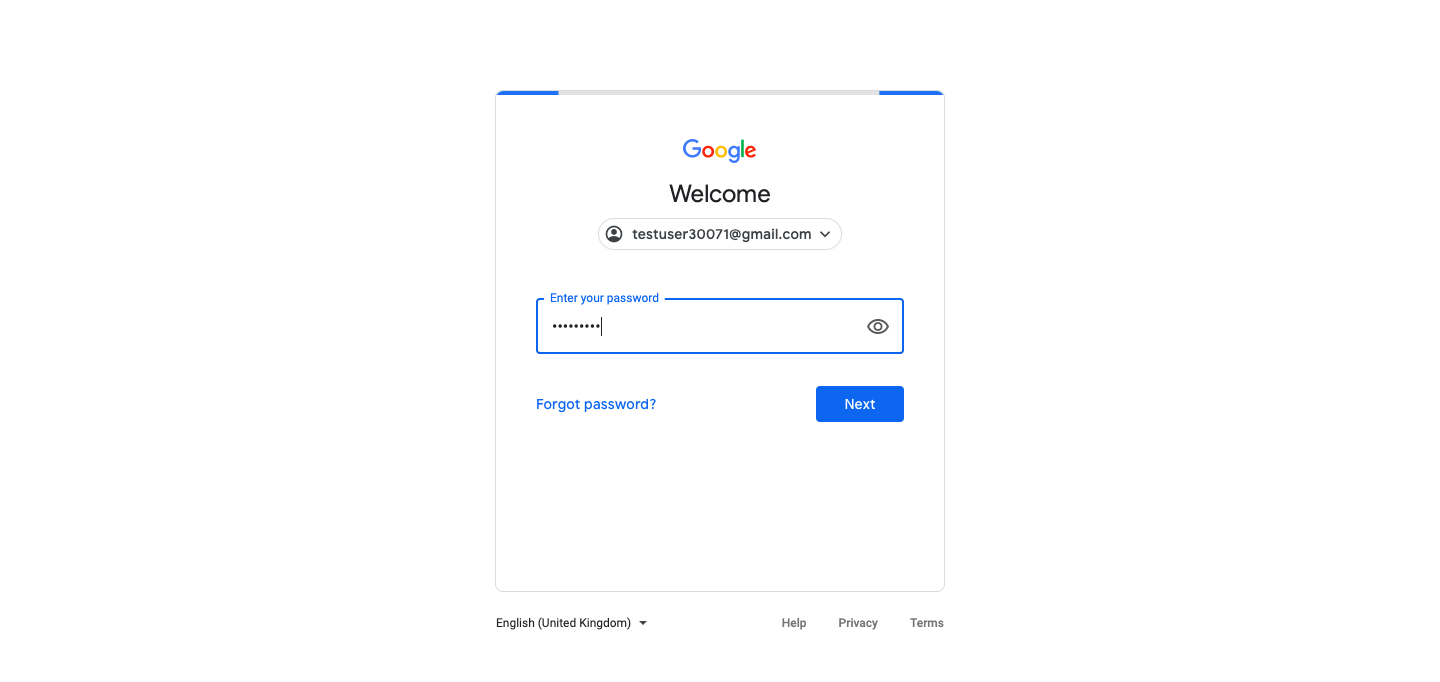 Google
Welcome
testuser30071@gmail.com
Enter your password
•••••••••
Forgot password?
Next
English (United Kingdom)
Help
Privacy
Terms